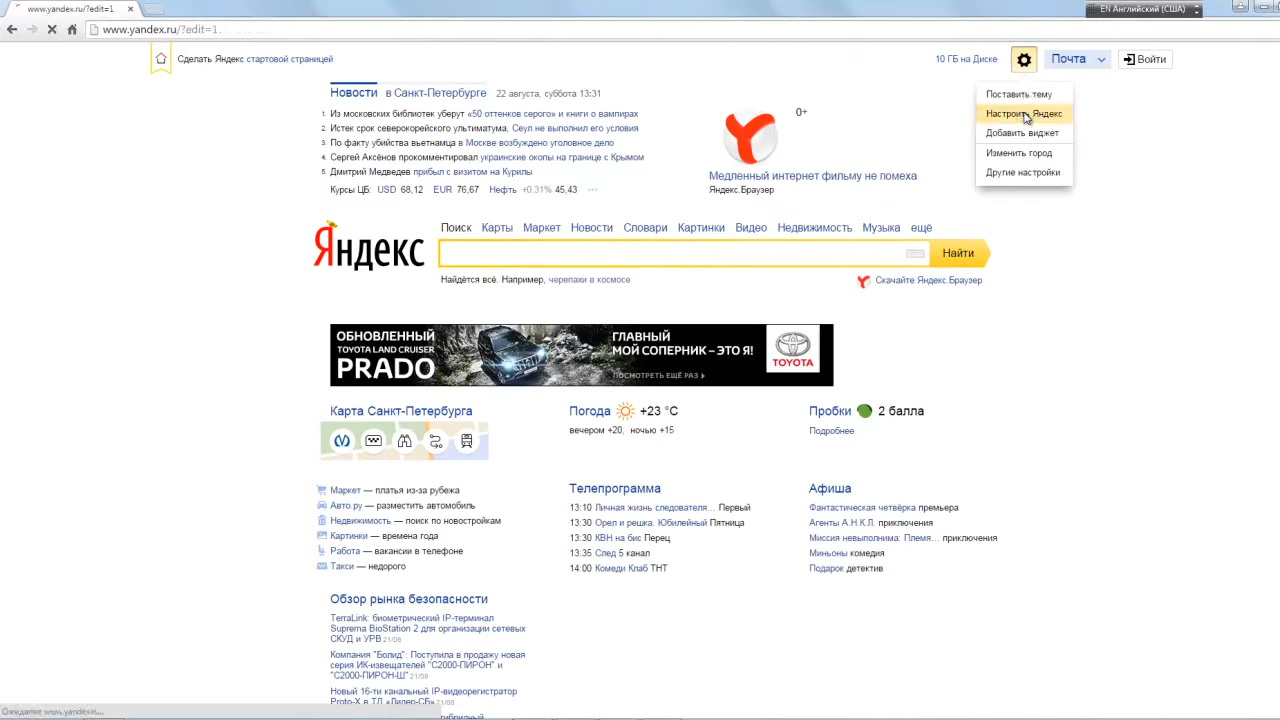 www.yandex.ru/?edit=1
EN Английский (США)
www.yandex.ru/?edit=1
Сделать Яндекс стартовой страницей
10 ГБ на Диске
Почта
Войти
Поставить тему
Настроить Яндекс
Добавить виджет
Изменить город
Другие настройки
Новости в Санкт-Петербурге 22 августа, суббота 13:31
1. Из московских библиотек уберут «50 оттенков серого» и книги о вампирах
2. Истек срок северокорейского ультиматума, Сеул не выполнил его условия
3. По факту убийства вьетнамца в Москве возбуждено уголовное дело
4. Сергей Аксёнов прокомментировал украинские окопы на границе с Крымом
5. Дмитрий Медведев прибыл с визитом на Курилы
Курсы ЦБ: USD 68,12 EUR 76,67 Нефть +0,31% 45,43 ...
0+
Медленный интернет фильму не помеха
Яндекс.Браузер
Поиск Карты Маркет Новости Словари Картинки Видео Недвижимость Музыка ещё
Яндекс
Найти
Найдётся всё. Например, черепахи в космосе
Скачайте Яндекс.Браузер
ОБНОВЛЕННЫЙ
TOYOTA LAND CRUISER
PRADO
ГЛАВНЫЙ
МОЙ СОПЕРНИК – ЭТО Я!
ПОСМОТРЕТЬ ЕЩЁ РАЗ
TOYOTA
Карта Санкт-Петербурга
Погода +23 °C
вечером +20, ночью +15
Пробки 2 балла
Подробнее
Маркет — платья из-за рубежа
Авто.ру — разместить автомобиль
Недвижимость — поиск по новостройкам
Картинки — времена года
Работа — вакансии в телефоне
Такси — недорого
Телепрограмма
13:10 Личная жизнь следователя... Первый
13:30 Орел и решка. Юбилейный Пятница
13:30 КВН на бис Перец
13:35 След 5 канал
14:00 Комеди Клаб ТНТ
Афиша
Фантастическая четвёрка премьера
Агенты А.Н.К.Л. приключения
Миссия невыполнима: Племя... приключения
Миньоны комедия
Подарок детектив
Обзор рынка безопасности
TerraLink: биометрический IP-терминал
Suprema BioStation 2 для организации сетевых
СКУД и УРВ 21/08
Компания "Болид": Поступила в продажу новая
серия ИК-извещателей "С2000-ПИРОН" и
"С2000-ПИРОН-Ш" 21/08
Новый 16-ти канальный IP-видеорегистратор
Proto-X в ТД «Лидер-СБ» 21/08
Ожидание www.yandex.ru...